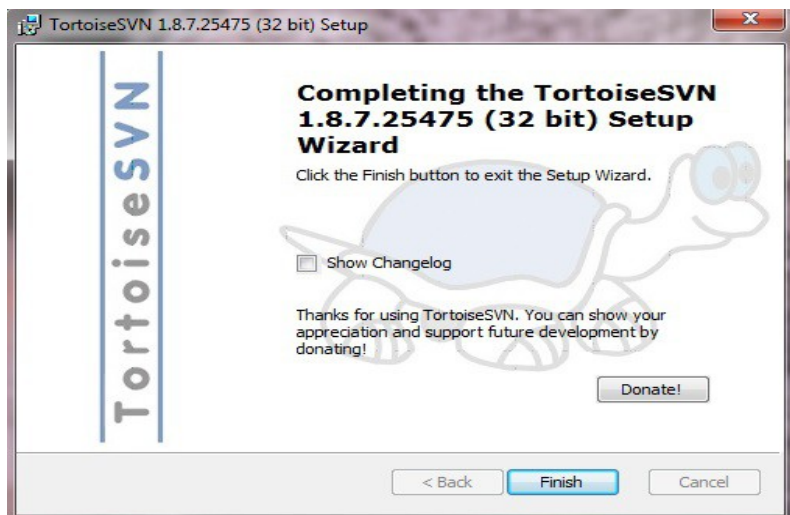 TortoiseSVN 1.8.7.25475 (32 bit) Setup
TortoiseSVN
Completing the TortoiseSVN
1.8.7.25475 (32 bit) Setup
Wizard
Click the Finish button to exit the Setup Wizard.
Show Changelog
Thanks for using TortoiseSVN. You can show your
appreciation and support future development by
donating!
Donate!
< Back
Finish
Cancel